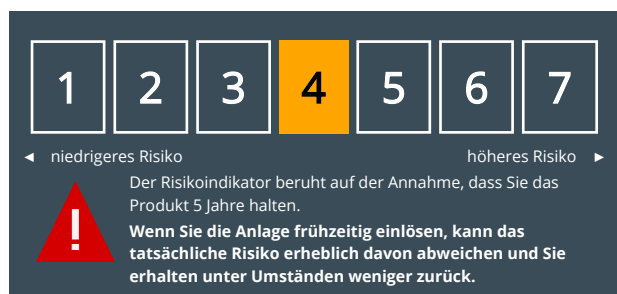 1 2 3 4 5 6 7
◄ niedrigeres Risiko höheres Risiko ►
Der Risikoindikator beruht auf der Annahme, dass Sie das
Produkt 5 Jahre halten.
Wenn Sie die Anlage frühzeitig einlösen, kann das
tatsächliche Risiko erheblich davon abweichen und Sie
erhalten unter Umständen weniger zurück.
!